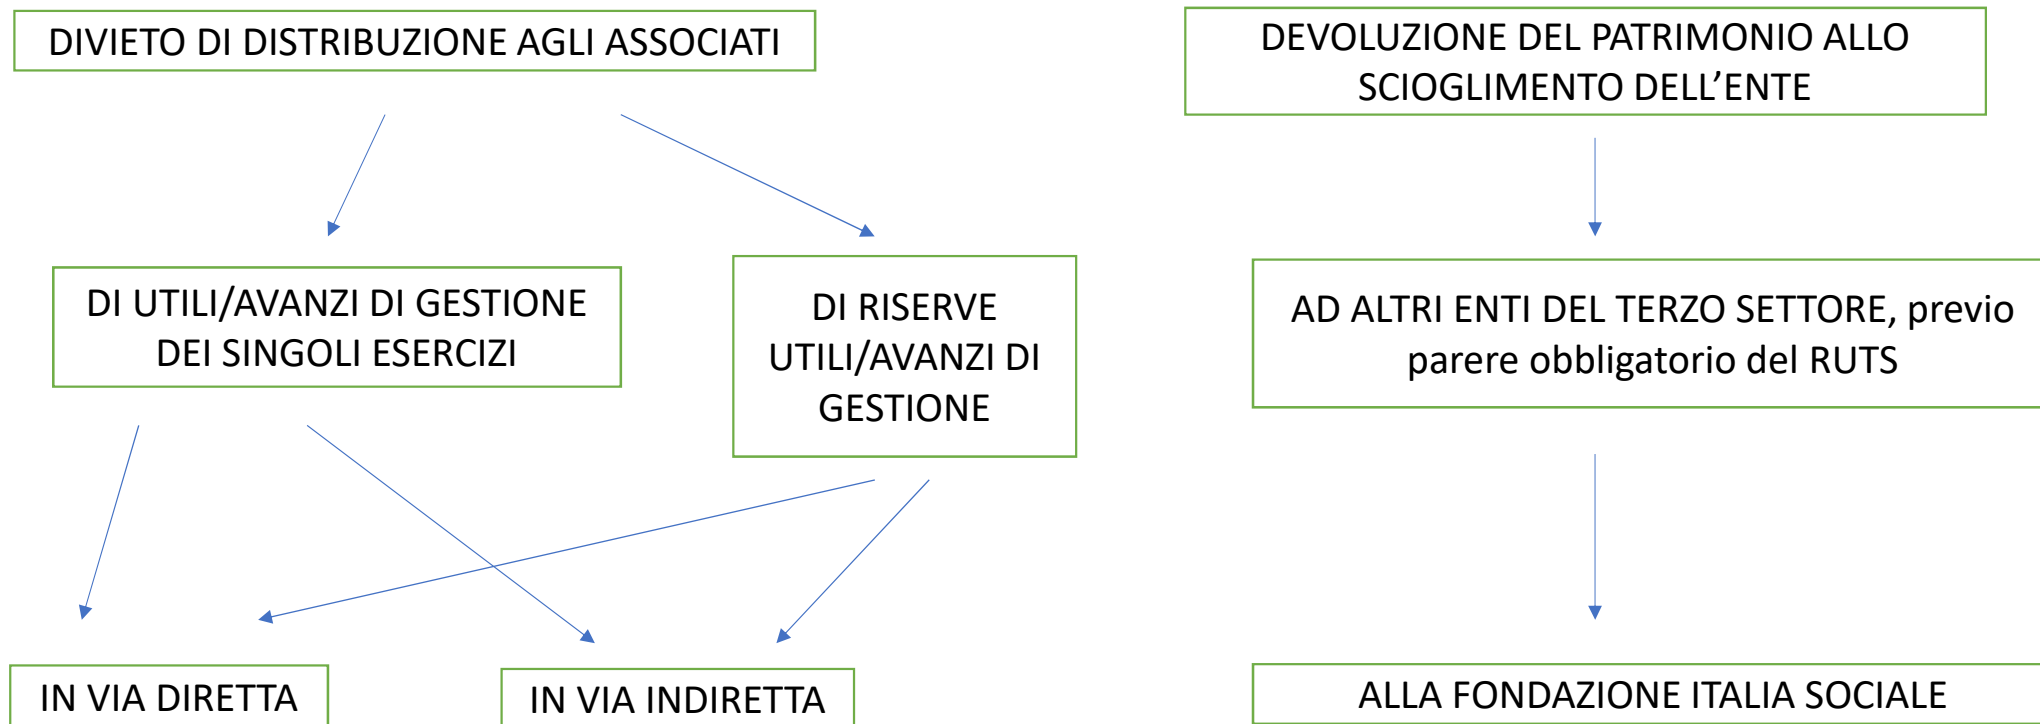 DIVIETO DI DISTRIBUZIONE AGLI ASSOCIATI
DI UTILI/AVANZI DI GESTIONE
DEI SINGOLI ESERCIZI
DI RISERVE
UTILI/AVANZI DI
GESTIONE
IN VIA DIRETTA
IN VIA INDIRETTA
DEVOLUZIONE DEL PATRIMONIO ALLO
SCIOGLIMENTO DELL’ENTE
AD ALTRI ENTI DEL TERZO SETTORE, previo
parere obbligatorio del RUTS
ALLA FONDAZIONE ITALIA SOCIALE